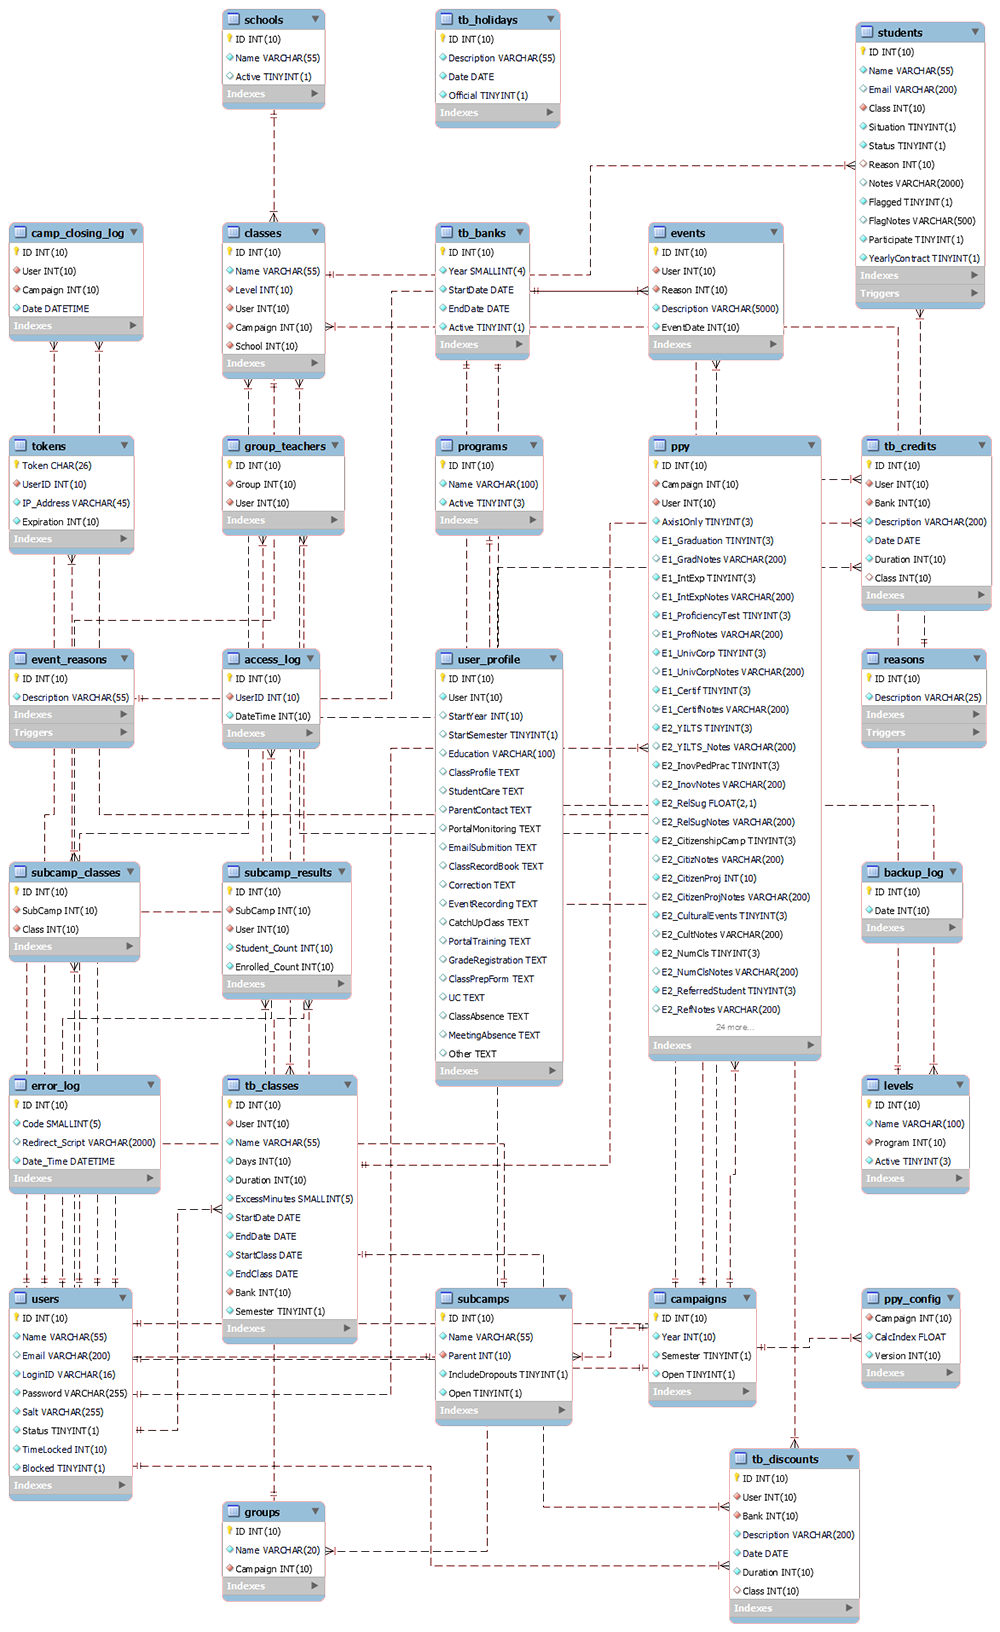 schools
ID INT(10)
Name VARCHAR(55)
Active TINYINT(1)
Indexes
tb_holidays
ID INT(10)
Description VARCHAR(55)
Date DATE
Official TINYINT(1)
Indexes
students
ID INT(10)
Name VARCHAR(55)
Email VARCHAR(200)
Class INT(10)
Situation TINYINT(1)
Status TINYINT(1)
Reason INT(10)
Notes VARCHAR(2000)
Flagged TINYINT(1)
FlagNotes VARCHAR(500)
Participate TINYINT(1)
YearlyContract TINYINT(1)
Indexes
Triggers
camp_closing_log
ID INT(10)
User INT(10)
Campaign INT(10)
Date DATETIME
Indexes
classes
ID INT(10)
Name VARCHAR(55)
Level INT(10)
User INT(10)
Campaign INT(10)
School INT(10)
Indexes
tb_banks
ID INT(10)
Year SMALLINT(4)
StartDate DATE
EndDate DATE
Active TINYINT(1)
Indexes
events
ID INT(10)
User INT(10)
Reason INT(10)
Description VARCHAR(5000)
EventDate INT(10)
Indexes
tokens
Token CHAR(26)
UserID INT(10)
IP_Address VARCHAR(45)
Expiration INT(10)
Indexes
group_teachers
ID INT(10)
Group INT(10)
User INT(10)
Indexes
programs
ID INT(10)
Name VARCHAR(100)
Active TINYINT(3)
Indexes
ppy
ID INT(10)
Campaign INT(10)
User INT(10)
Axis1Only TINYINT(3)
E1_Graduation TINYINT(3)
E1_GradNotes VARCHAR(200)
E1_IntExp TINYINT(3)
E1_IntExpNotes VARCHAR(200)
E1_ProficiencyTest TINYINT(3)
E1_ProfNotes VARCHAR(200)
E1_UnivCorp TINYINT(3)
E1_UnivCorpNotes VARCHAR(200)
E1_Certif TINYINT(3)
E1_CertifNotes VARCHAR(200)
E2_YILTS TINYINT(3)
E2_YILTS_Notes VARCHAR(200)
E2_InovPedPrac TINYINT(3)
E2_InovNotes VARCHAR(200)
E2_RelSug FLOAT(2,1)
E2_RelSugNotes VARCHAR(200)
E2_CitizenshipCamp TINYINT(3)
E2_CitizNotes VARCHAR(200)
E2_CitizenProj INT(10)
E2_CitizenProjNotes VARCHAR(200)
E2_CulturalEvents TINYINT(3)
E2_CultNotes VARCHAR(200)
E2_NumCls TINYINT(3)
E2_NumClsNotes VARCHAR(200)
E2_ReferredStudent TINYINT(3)
E2_RefNotes VARCHAR(200)
24 more...
Indexes
tb_credits
ID INT(10)
User INT(10)
Bank INT(10)
Description VARCHAR(200)
Date DATE
Duration INT(10)
Class INT(10)
Indexes
event_reasons
ID INT(10)
Description VARCHAR(55)
Indexes
Triggers
access_log
ID INT(10)
UserID INT(10)
DateTime INT(10)
Indexes
user_profile
ID INT(10)
User INT(10)
StartYear INT(10)
StartSemester TINYINT(1)
Education VARCHAR(100)
ClassProfile TEXT
StudentCare TEXT
ParentContact TEXT
PortalMonitoring TEXT
EmailSubmition TEXT
ClassRecordBook TEXT
Correction TEXT
EventRecording TEXT
CatchUpClass TEXT
PortalTraining TEXT
GradeRegistration TEXT
ClassPrepForm TEXT
UC TEXT
ClassAbsence TEXT
MeetingAbsence TEXT
Other TEXT
Indexes
reasons
ID INT(10)
Description VARCHAR(25)
Indexes
Triggers
subcamp_classes
ID INT(10)
SubCamp INT(10)
Class INT(10)
Indexes
subcamp_results
ID INT(10)
SubCamp INT(10)
User INT(10)
Student_Count INT(10)
Enrolled_Count INT(10)
Indexes
backup_log
ID INT(10)
Date INT(10)
Indexes
error_log
ID INT(10)
Code SMALLINT(5)
Redirect_Script VARCHAR(2000)
Date_Time DATETIME
Indexes
tb_classes
ID INT(10)
User INT(10)
Name VARCHAR(55)
Days INT(10)
Duration INT(10)
ExcessMinutes SMALLINT(5)
StartDate DATE
EndDate DATE
StartClass DATE
EndClass DATE
Bank INT(10)
Semester TINYINT(1)
Indexes
levels
ID INT(10)
Name VARCHAR(100)
Program INT(10)
Active TINYINT(3)
Indexes
users
ID INT(10)
Name VARCHAR(55)
Email VARCHAR(200)
LoginID VARCHAR(16)
Password VARCHAR(255)
Salt VARCHAR(255)
Status TINYINT(1)
TimeLocked INT(10)
Blocked TINYINT(1)
Indexes
subcamps
ID INT(10)
Name VARCHAR(55)
Parent INT(10)
IncludeDropouts TINYINT(1)
Open TINYINT(1)
Indexes
campaigns
ID INT(10)
Year INT(10)
Semester TINYINT(1)
Open TINYINT(1)
Indexes
ppy_config
Campaign INT(10)
CalcIndex FLOAT
Version INT(10)
Indexes
groups
ID INT(10)
Name VARCHAR(20)
Campaign INT(10)
Indexes
tb_discounts
ID INT(10)
User INT(10)
Bank INT(10)
Description VARCHAR(200)
Date DATE
Duration INT(10)
Class INT(10)
Indexes